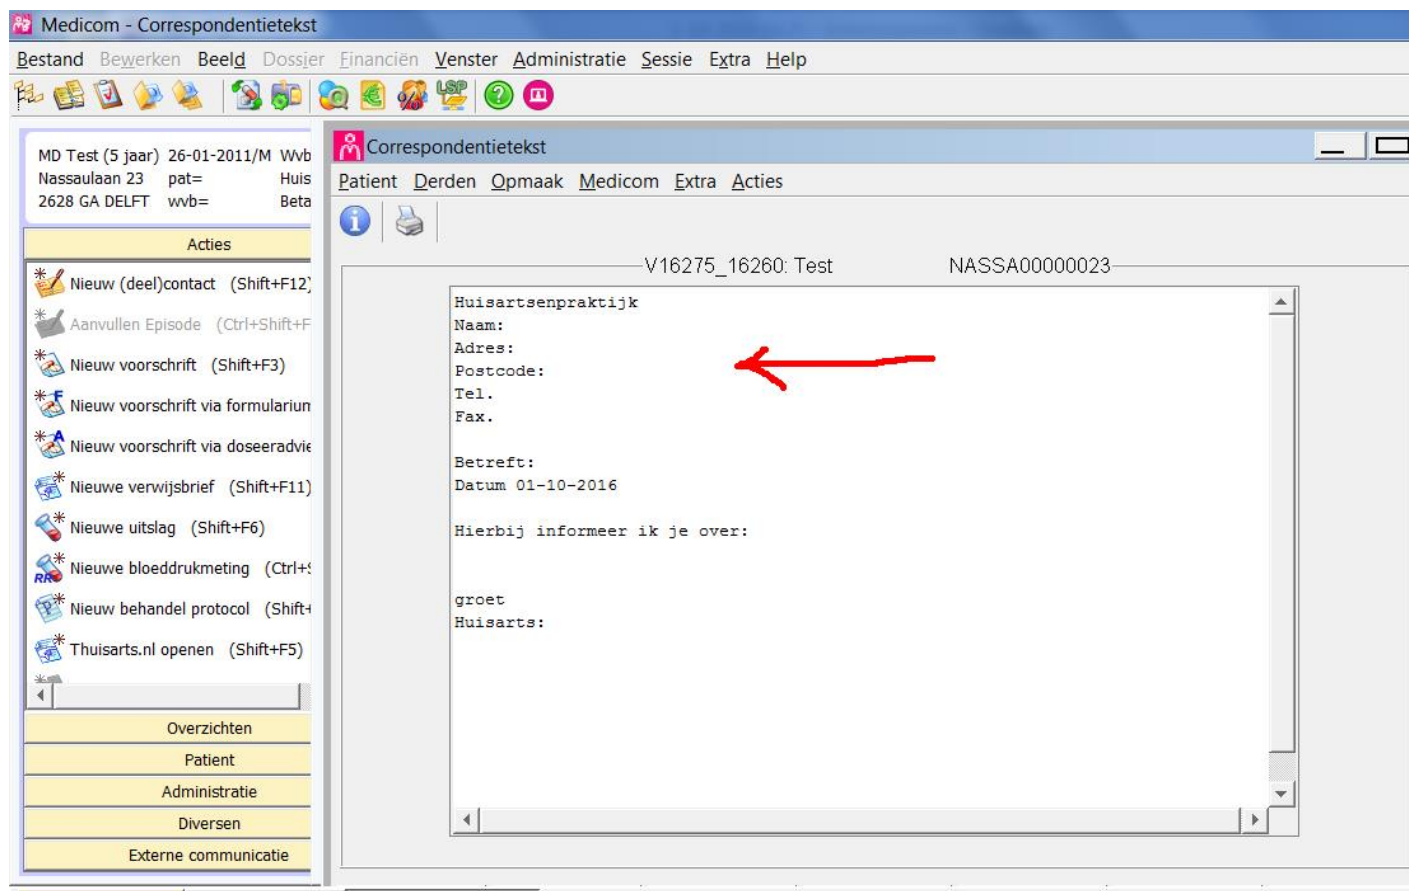 Medicom - Correspondentietekst
Bestand Bewerken Beeld Dossier Financiën Venster Administratie Sessie Extra Help
LSP
MD Test (5 jaar) 26-01-2011/M Wvb
Nassaulaan 23 pat= Huis
2628 GA DELFT wvb= Beta
Acties
Nieuw (deel)contact (Shift+F12)
Aanvullen Episode (Ctrl+Shift+F
Nieuw voorschrift (Shift+F3)
F
Nieuw voorschrift via formularium
A
Nieuw voorschrift via doseeradvie
Nieuwe verwijsbrief (Shift+F11)
Nieuwe uitslag (Shift+F6)
RR
Nieuwe bloeddrukmeting (Ctrl+S
Nieuw behandel protocol (Shift+
Thuisarts.nl openen (Shift+F5)
Overzichten
Patient
Administratie
Diversen
Externe communicatie
Correspondentietekst
Patient Derden Opmaak Medicom Extra Acties
V16275_16260: Test NASSA00000023
Huisartsenpraktijk
Naam:
Adres:
Postcode:
Tel.
Fax.
Betreft:
Datum 01-10-2016
Hierbij informeer ik je over:
groet
Huisarts: